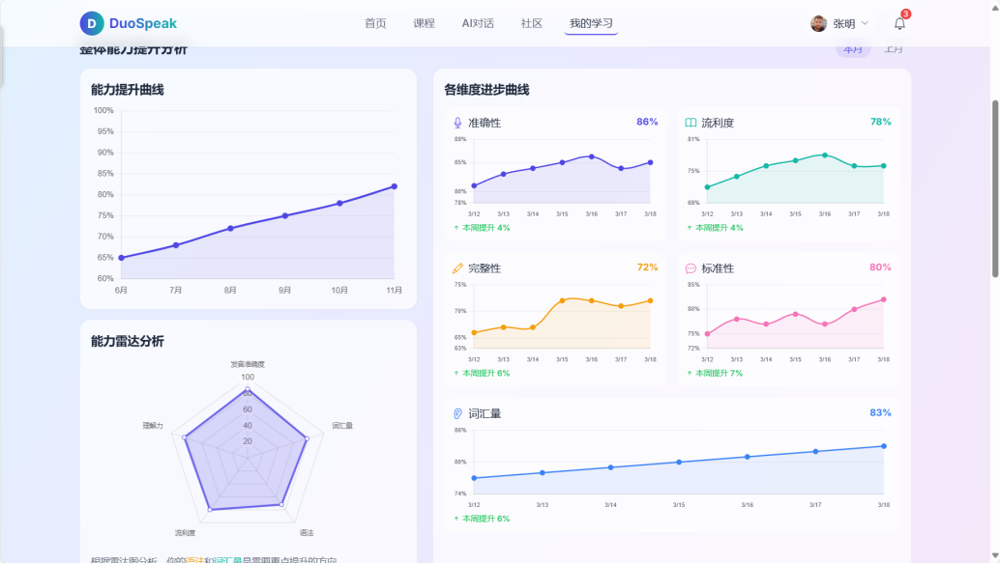 D DuoSpeak
首页 课程 AI对话 社区 我的学习
张明 3
整体能力提升分析
本月 上月
能力提升曲线
100%
95%
90%
85%
80%
75%
70%
65%
60%
6月 7月 8月 9月 10月 11月
能力雷达分析
发音准确度
100
80
60
40
20
理解力 词汇量
流利度 语法
根据雷达图分析，你的语法和词汇量是需要重点提升的方向
各维度进步曲线
准确性 86%
89%
85%
80%
78%
3/12 3/13 3/14 3/15 3/16 3/17 3/18
↑ 本周提升 4%
流利度 78%
81%
75%
69%
3/12 3/13 3/14 3/15 3/16 3/17 3/18
↑ 本周提升 4%
完整性 72%
75%
70%
65%
63%
3/12 3/13 3/14 3/15 3/16 3/17 3/18
↑ 本周提升 6%
标准性 80%
85%
80%
75%
72%
3/12 3/13 3/14 3/15 3/16 3/17 3/18
↑ 本周提升 7%
词汇量 83%
86%
80%
74%
3/12 3/13 3/14 3/15 3/16 3/17 3/18
↑ 本周提升 6%